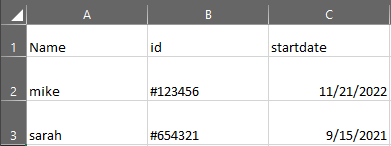 A B C
1 Name id startdate
2 mike #123456 11/21/2022
3 sarah #654321 9/15/2021